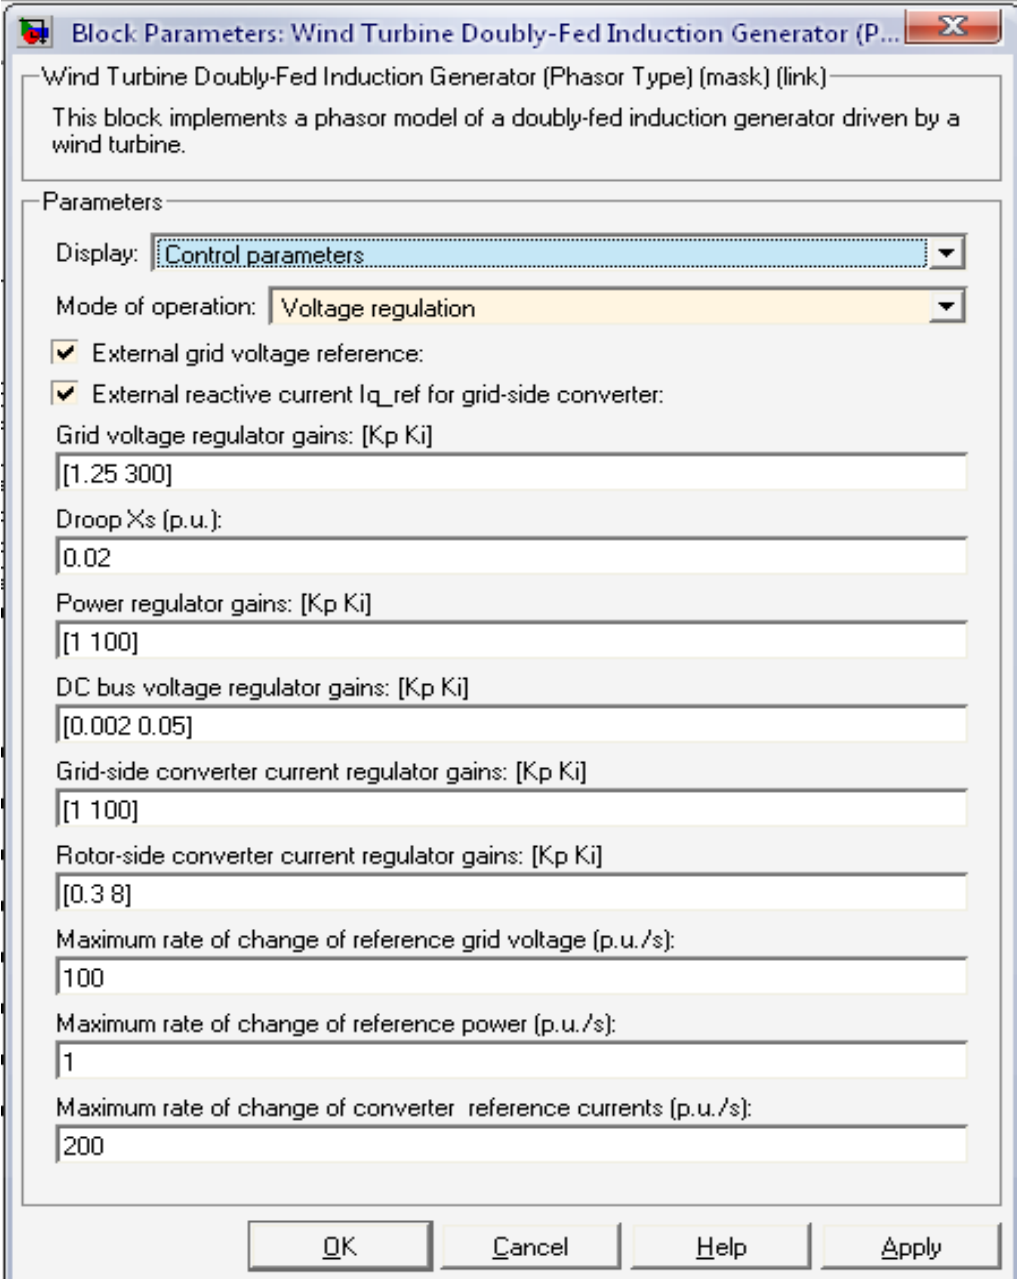 Block Parameters: Wind Turbine Doubly-Fed Induction Generator (P...
Wind Turbine Doubly-Fed Induction Generator (Phasor Type) (mask) (link)
This block implements a phasor model of a doubly-fed induction generator driven by a
wind turbine.
Parameters
Display: Control parameters
Mode of operation: Voltage regulation
External grid voltage reference:
External reactive current Iq_ref for grid-side converter:
Grid voltage regulator gains: [Kp Ki]
[1.25 300]
Droop Xs (p.u.):
0.02
Power regulator gains: [Kp Ki]
[1 100]
DC bus voltage regulator gains: [Kp Ki]
[0.002 0.05]
Grid-side converter current regulator gains: [Kp Ki]
[1 100]
Rotor-side converter current regulator gains: [Kp Ki]
[0.3 8]
Maximum rate of change of reference grid voltage (p.u./s):
100
Maximum rate of change of reference power (p.u./s):
1
Maximum rate of change of converter  reference currents (p.u./s):
200
OK Cancel Help Apply